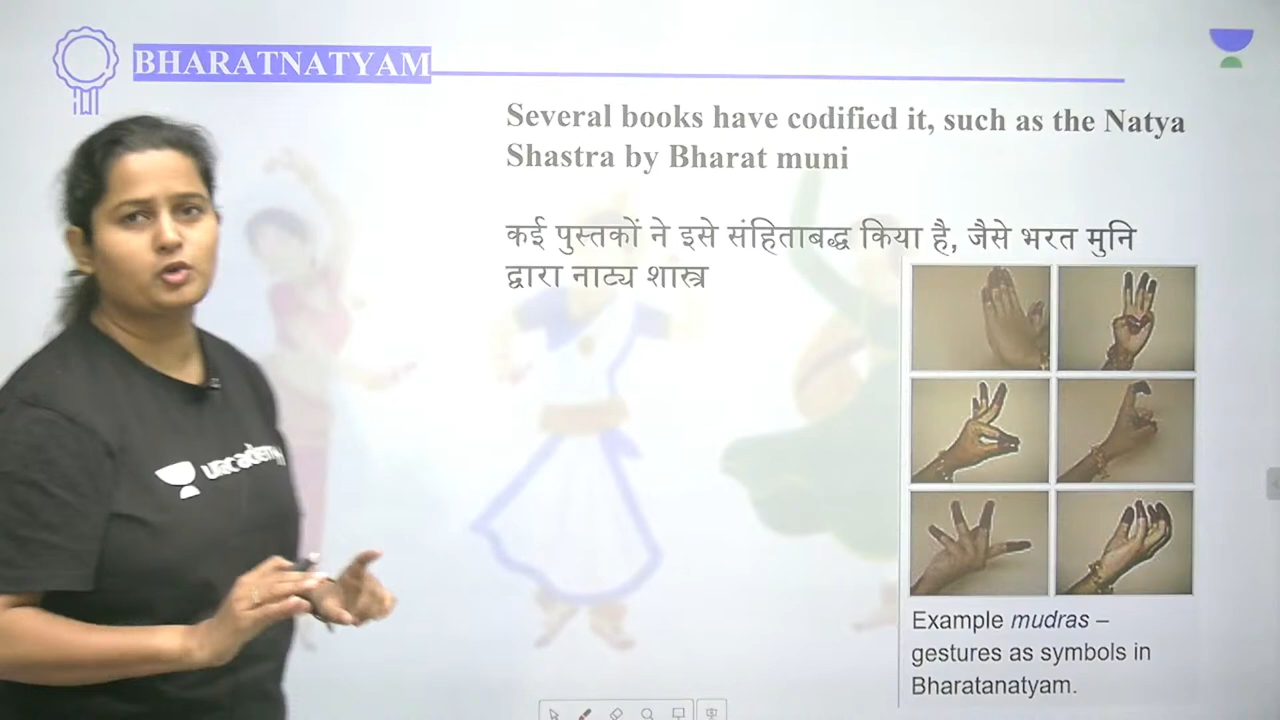 BHARATNATYAM
Several books have codified it, such as the Natya
Shastra by Bharat muni
कई पुस्तकों ने इसे संहिताबद्ध किया है, जैसे भरत मुनि
द्वारा नाट्य शास्त्र
unacademy
Example mudras –
gestures as symbols in
Bharatanatyam.